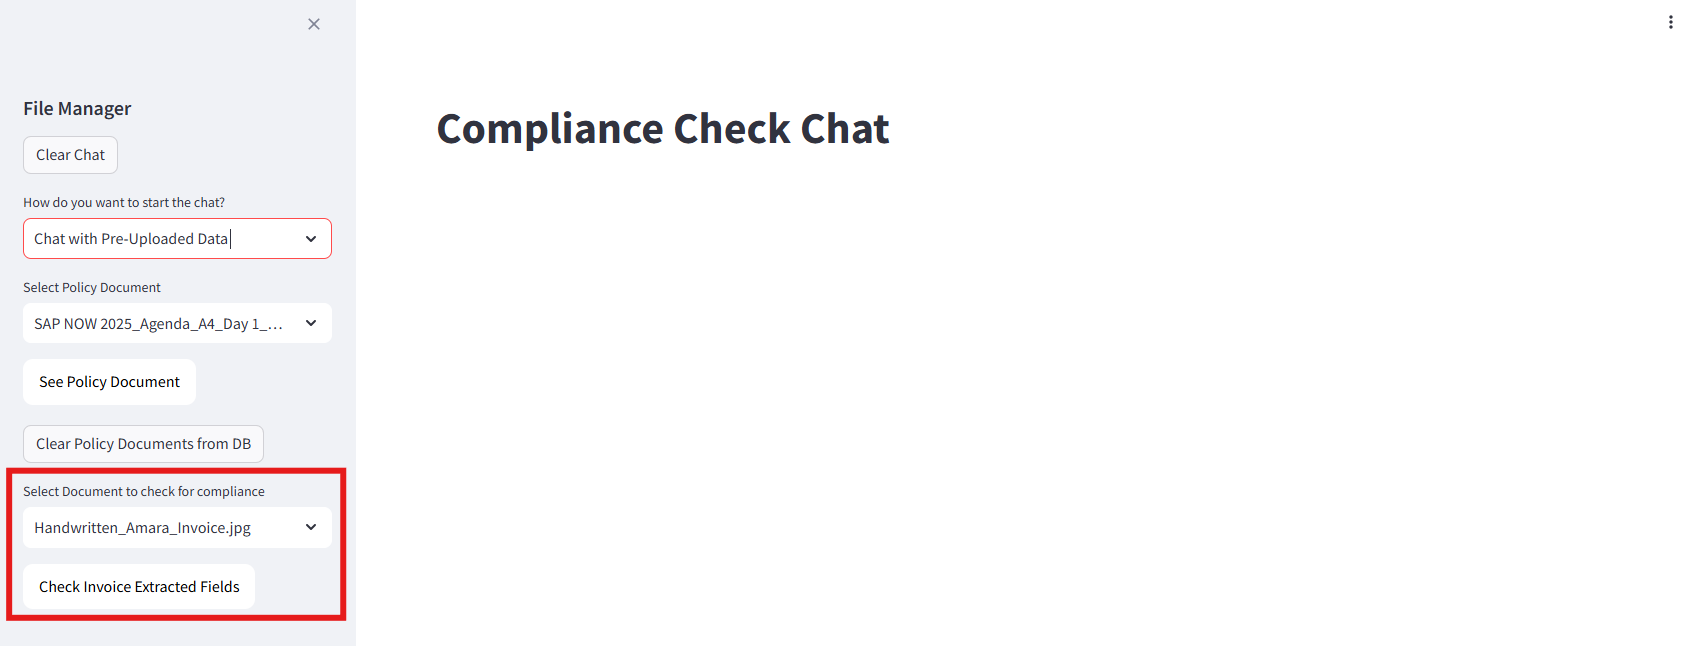 File Manager
Clear Chat
How do you want to start the chat?
Chat with Pre-Uploaded Data
Select Policy Document
SAP NOW 2025_Agenda_A4_Day 1_...
See Policy Document
Clear Policy Documents from DB
Select Document to check for compliance
Handwritten_Amara_Invoice.jpg
Check Invoice Extracted Fields
Compliance Check Chat